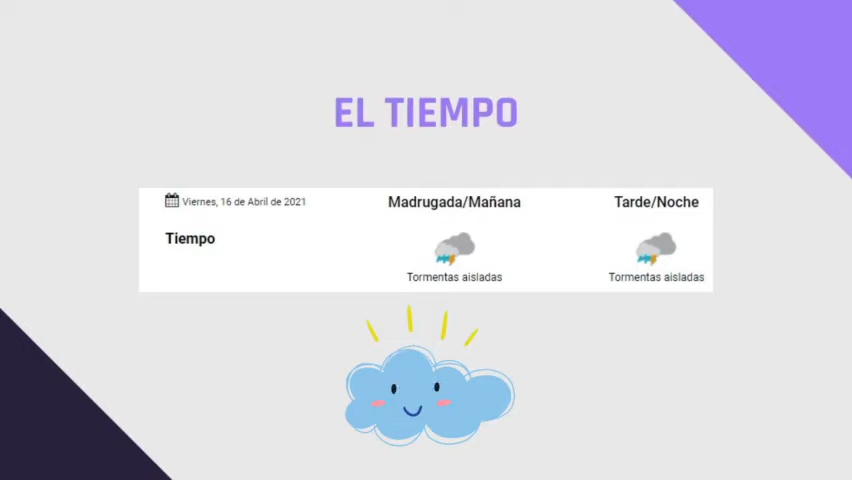 EL TIEMPO
Viernes, 16 de Abril de 2021 Madrugada/Mañana Tarde/Noche
Tiempo
Tormentas aisladas Tormentas aisladas